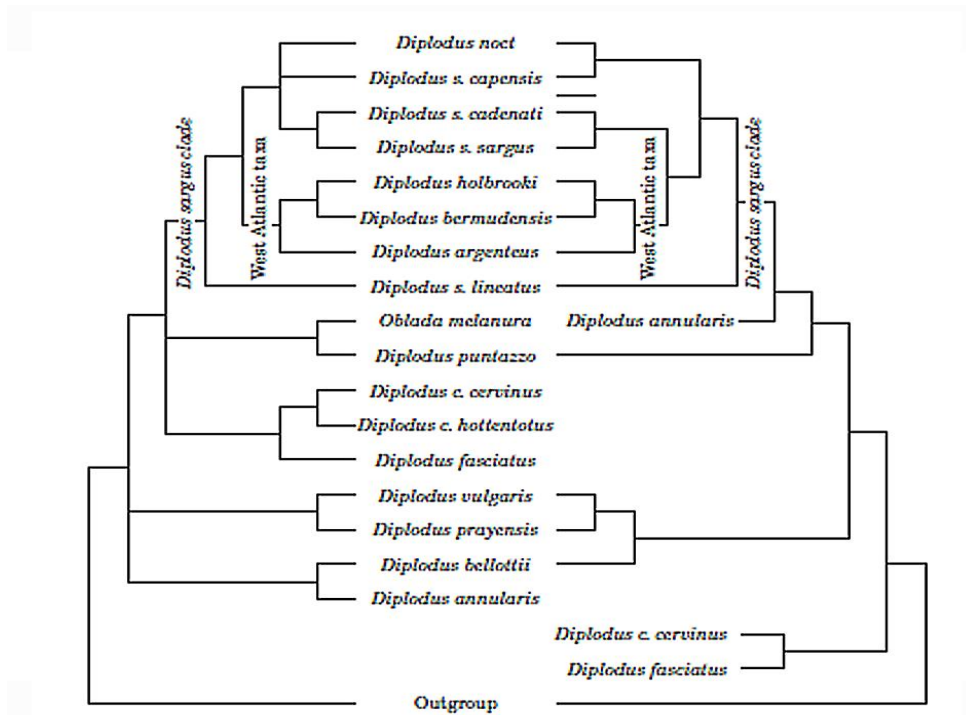 Diplodus noct
Diplodus s. capensis
Diplodus s. cadenati
Diplodus s. sargus
Diplodus holbrooki
Diplodus bermudensis
Diplodus argenteus
Diplodus s. lineatus
Oblada melanura
Diplodus annularis
Diplodus puntazzo
Diplodus c. cervinus
Diplodus c. hottentotus
Diplodus fasciatus
Diplodus vulgaris
Diplodus prayensis
Diplodus bellottii
Diplodus annularis
Diplodus c. cervinus
Diplodus fasciatus
Outgroup
Diplodus sargus clade
West Atlantic taxa
West Atlantic taxa
Diplodus sargus clade